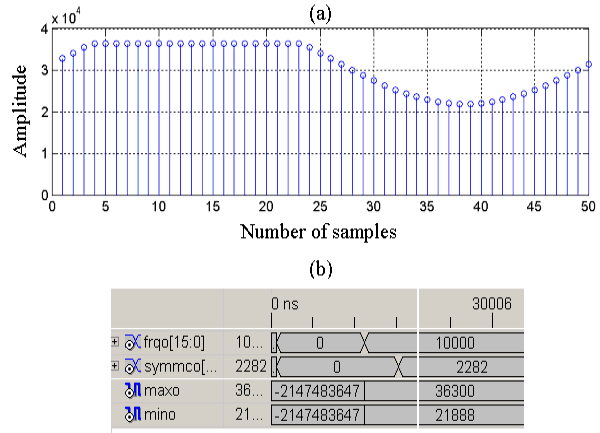 (a)
x 10^4
4
3
2
1
0
Amplitude
0 5 10 15 20 25 30 35 40 45 50
Number of samples
(b)
0 ns 30006
frqo[15:0] 10... 0 10000
symmco[... 2282 0 2282
maxo 36... -2147483647 36300
mino 21... -2147483647 21888